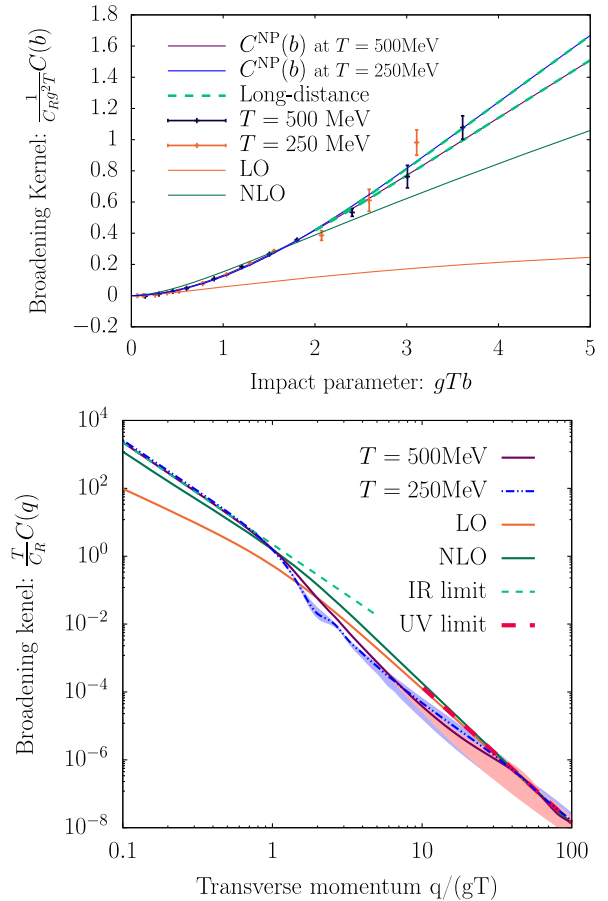 Broadening Kernel: $\frac{1}{C_R g^2 T} C(b)$
1.8
1.6
1.4
1.2
1
0.8
0.6
0.4
0.2
0
−0.2
$C^{\mathrm{NP}}(b)$ at $T$ = 500MeV
$C^{\mathrm{NP}}(b)$ at $T$ = 250MeV
Long-distance
$T$ = 500 MeV
$T$ = 250 MeV
LO
NLO
0 1 2 3 4 5
Impact parameter: $gTb$
Broadening kenel: $\frac{T}{C_R} C(q)$
10^4
10^2
10^0
10^−2
10^−4
10^−6
10^−8
$T$ = 500MeV
$T$ = 250MeV
LO
NLO
IR limit
UV limit
0.1 1 10 100
Transverse momentum q/(gT)